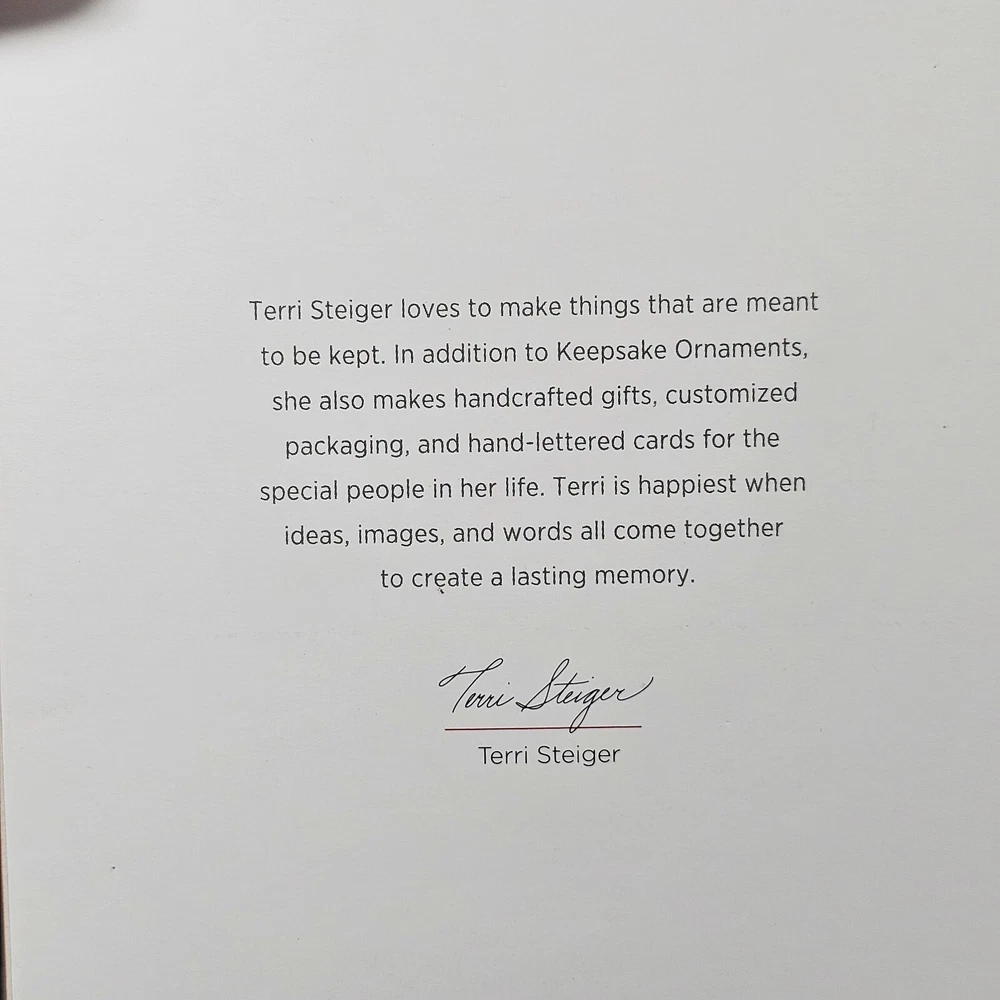 Terri Steiger loves to make things that are meant
to be kept. In addition to Keepsake Ornaments,
she also makes handcrafted gifts, customized
packaging, and hand-lettered cards for the
special people in her life. Terri is happiest when
ideas, images, and words all come together
to create a lasting memory.
Terri Steiger
Terri Steiger